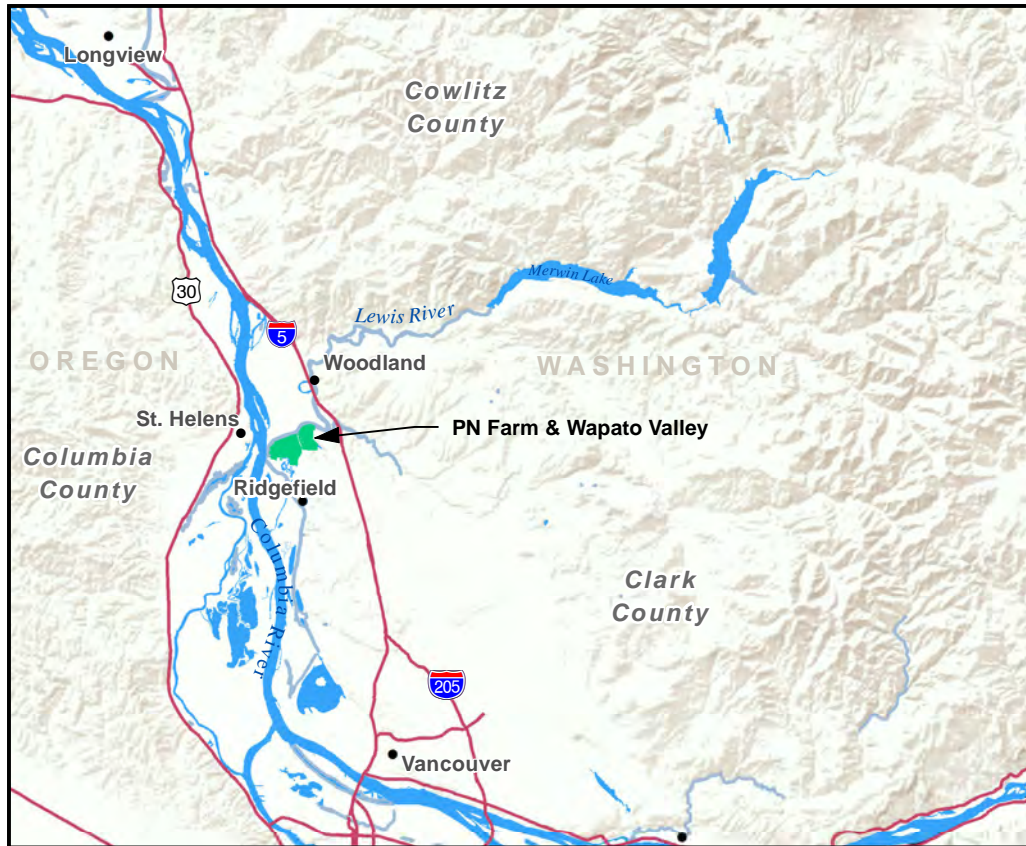 Longview
Cowlitz
County
Merwin Lake
30
Lewis River
5
OREGON
Woodland
WASHINGTON
St. Helens
PN Farm & Wapato Valley
Columbia
County
Ridgefield
Columbia River
Clark
County
205
Vancouver